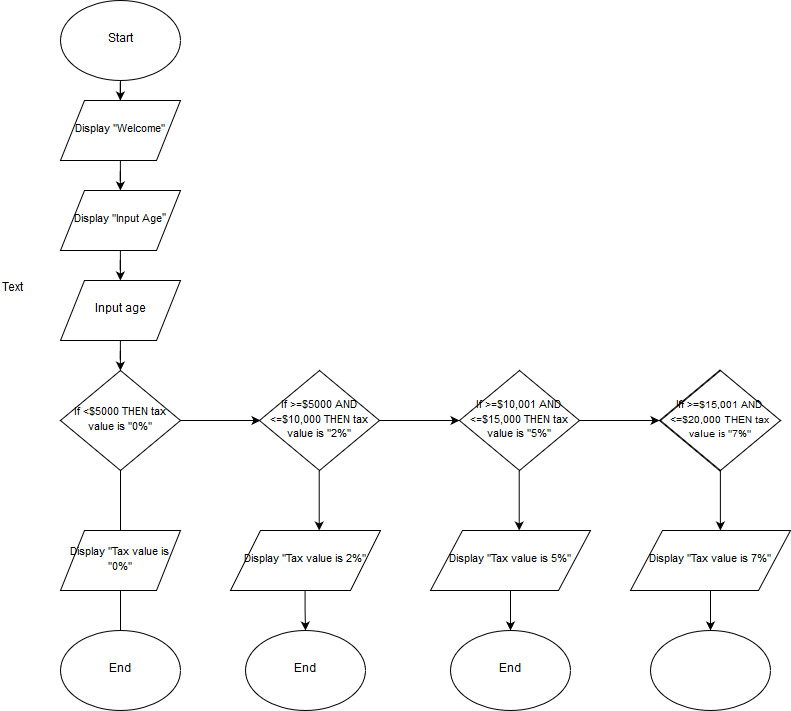 Start
Display "Welcome"
Display "Input Age"
Text
Input age
If <$5000 THEN tax
value is "0%"
If >=$5000 AND
<=$10,000 THEN tax
value is "2%"
If >=$10,001 AND
<=$15,000 THEN tax
value is "5%"
Iff >=$15,001 AND
<=$20,000 THEN tax
value is "7%"
Display "Tax value is
"0%"
Display "Tax value is 2%"
Display "Tax value is 5%"
Display "Tax value is 7%"
End
End
End